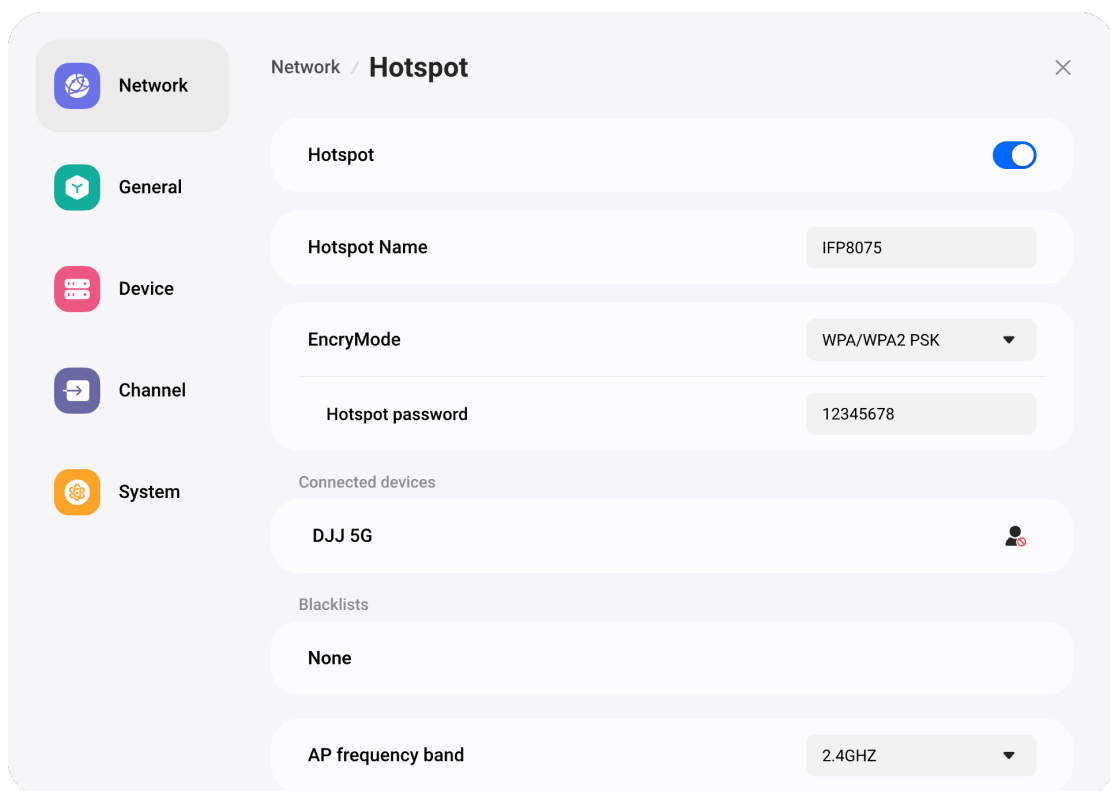 Network
General
Device
Channel
System
Network / Hotspot
Hotspot
Hotspot Name IFP8075
EncryMode WPA/WPA2 PSK
Hotspot password 12345678
Connected devices
DJJ 5G
Blacklists
None
AP frequency band 2.4GHZ